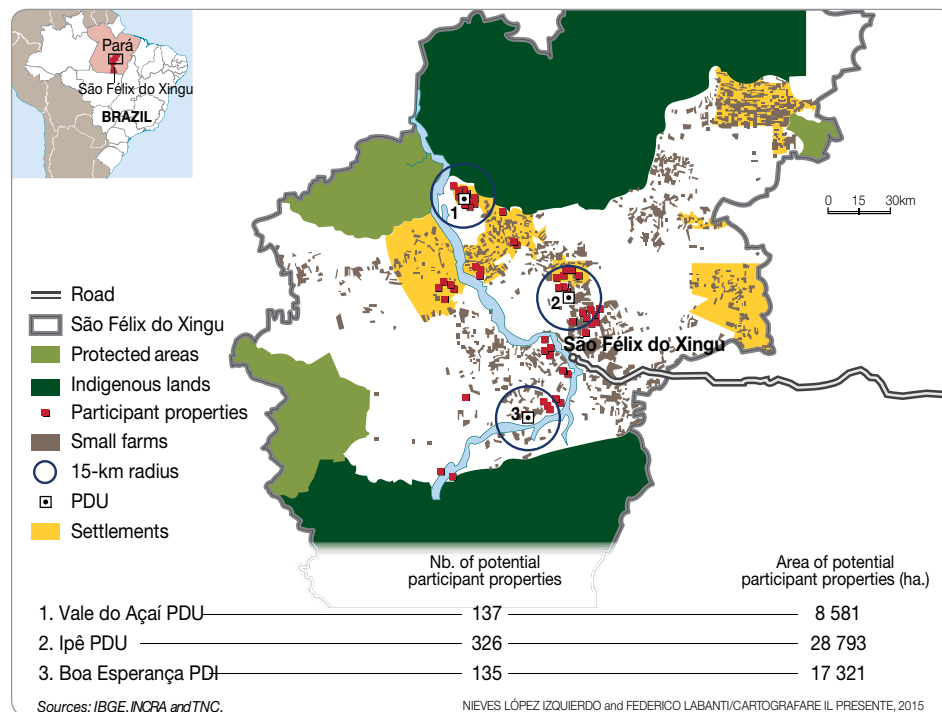 Pará
São Félix do Xingu
BRAZIL
0 15 30km
1
2
São Félix do Xingu
3
Road
São Félix do Xingu
Protected areas
Indigenous lands
Participant properties
Small farms
15-km radius
PDU
Settlements
Nb. of potential participant properties
Area of potential participant properties (ha.)
1. Vale do Açaí PDU 137 8 581
2. Ipê PDU 326 28 793
3. Boa Esperança PDI 135 17 321
Sources: IBGE, INCRA and TNC.
NIEVES LÓPEZ IZQUIERDO and FEDERICO LABANTI/CARTOGRAFARE IL PRESENTE, 2015